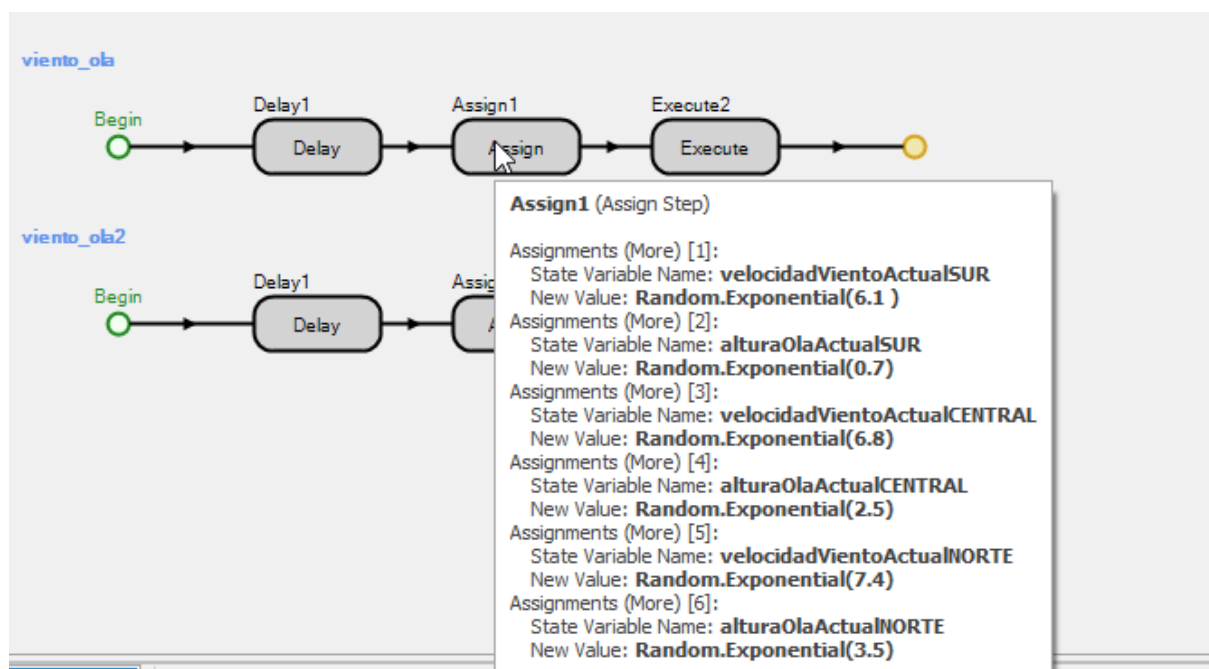 viento_ola
Begin
Delay1
Assign1
Execute2
Delay
Assign
Execute
Assign1 (Assign Step)
Assignments (More) [1]:
State Variable Name: velocidadVientoActualSUR
New Value: Random.Exponential(6.1 )
Assignments (More) [2]:
State Variable Name: alturaOlaActualSUR
New Value: Random.Exponential(0.7)
Assignments (More) [3]:
State Variable Name: velocidadVientoActualCENTRAL
New Value: Random.Exponential(6.8)
Assignments (More) [4]:
State Variable Name: alturaOlaActualCENTRAL
New Value: Random.Exponential(2.5)
Assignments (More) [5]:
State Variable Name: velocidadVientoActualNORTE
New Value: Random.Exponential(7.4)
Assignments (More) [6]:
State Variable Name: alturaOlaActualNORTE
New Value: Random.Exponential(3.5)
viento_ola2
Begin
Delay1
Delay